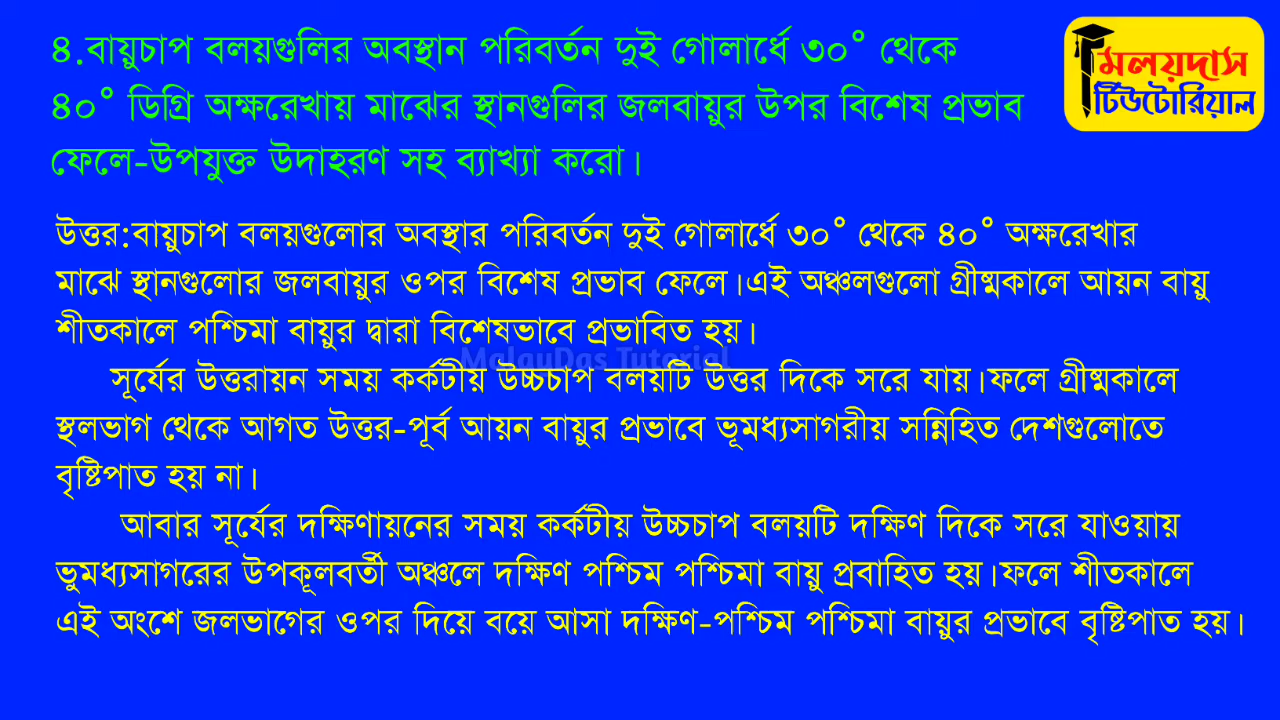 ৪.বায়ুচাপ বলয়গুলির অবস্থান পরিবর্তন দুই গোলার্ধে ৩০° থেকে
৪০° ডিগ্রি অক্ষরেখায় মাঝের স্থানগুলির জলবায়ুর উপর বিশেষ প্রভাব
ফেলে-উপযুক্ত উদাহরণ সহ ব্যাখ্যা করো।
মলয়দাস
টিউটোরিয়াল
উত্তর:বায়ুচাপ বলয়গুলোর অবস্থার পরিবর্তন দুই গোলার্ধে ৩০° থেকে ৪০° অক্ষরেখার
মাঝে স্থানগুলোর জলবায়ুর ওপর বিশেষ প্রভাব ফেলে।এই অঞ্চলগুলো গ্রীষ্মকালে আয়ন বায়ু
শীতকালে পশ্চিমা বায়ুর দ্বারা বিশেষভাবে প্রভাবিত হয়।
MalayDas Tutorial
সূর্যের উত্তরায়ন সময় কর্কটীয় উচ্চচাপ বলয়টি উত্তর দিকে সরে যায়।ফলে গ্রীষ্মকালে
স্থলভাগ থেকে আগত উত্তর-পূর্ব আয়ন বায়ুর প্রভাবে ভূমধ্যসাগরীয় সন্নিহিত দেশগুলোতে
বৃষ্টিপাত হয় না।
আবার সূর্যের দক্ষিণায়নের সময় কর্কটীয় উচ্চচাপ বলয়টি দক্ষিণ দিকে সরে যাওয়ায়
ভুমধ্যসাগরের উপকূলবর্তী অঞ্চলে দক্ষিণ পশ্চিম পশ্চিমা বায়ু প্রবাহিত হয়।ফলে শীতকালে
এই অংশে জলভাগের ওপর দিয়ে বয়ে আসা দক্ষিণ-পশ্চিম পশ্চিমা বায়ুর প্রভাবে বৃষ্টিপাত হয়।